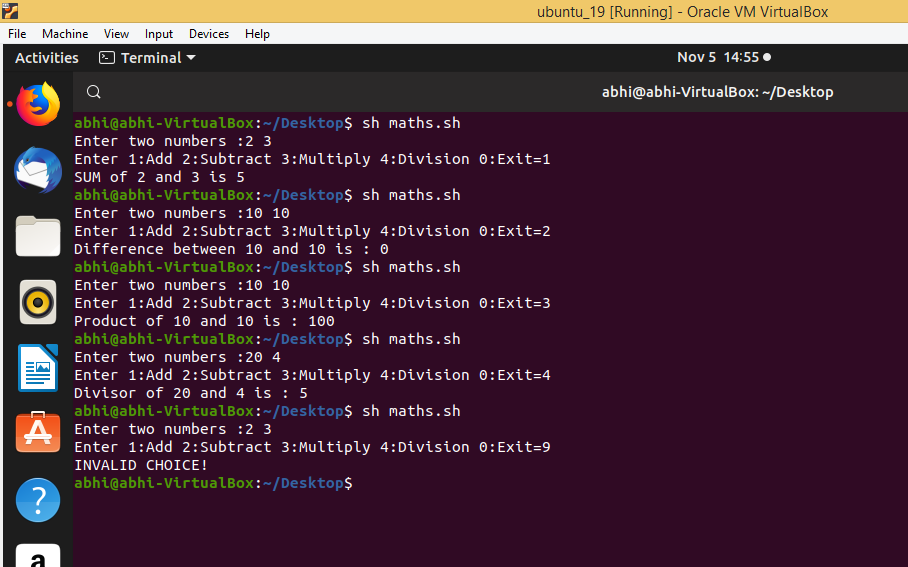 ubuntu_19 [Running] - Oracle VM VirtualBox
File Machine View Input Devices Help
Activities Terminal Nov 5 14:55
abhi@abhi-VirtualBox: ~/Desktop
abhi@abhi-VirtualBox:~/Desktop$ sh maths.sh
Enter two numbers :2 3
Enter 1:Add 2:Subtract 3:Multiply 4:Division 0:Exit=1
SUM of 2 and 3 is 5
abhi@abhi-VirtualBox:~/Desktop$ sh maths.sh
Enter two numbers :10 10
Enter 1:Add 2:Subtract 3:Multiply 4:Division 0:Exit=2
Difference between 10 and 10 is : 0
abhi@abhi-VirtualBox:~/Desktop$ sh maths.sh
Enter two numbers :10 10
Enter 1:Add 2:Subtract 3:Multiply 4:Division 0:Exit=3
Product of 10 and 10 is : 100
abhi@abhi-VirtualBox:~/Desktop$ sh maths.sh
Enter two numbers :20 4
Enter 1:Add 2:Subtract 3:Multiply 4:Division 0:Exit=4
Divisor of 20 and 4 is : 5
abhi@abhi-VirtualBox:~/Desktop$ sh maths.sh
Enter two numbers :2 3
Enter 1:Add 2:Subtract 3:Multiply 4:Division 0:Exit=9
INVALID CHOICE!
abhi@abhi-VirtualBox:~/Desktop$
?
a